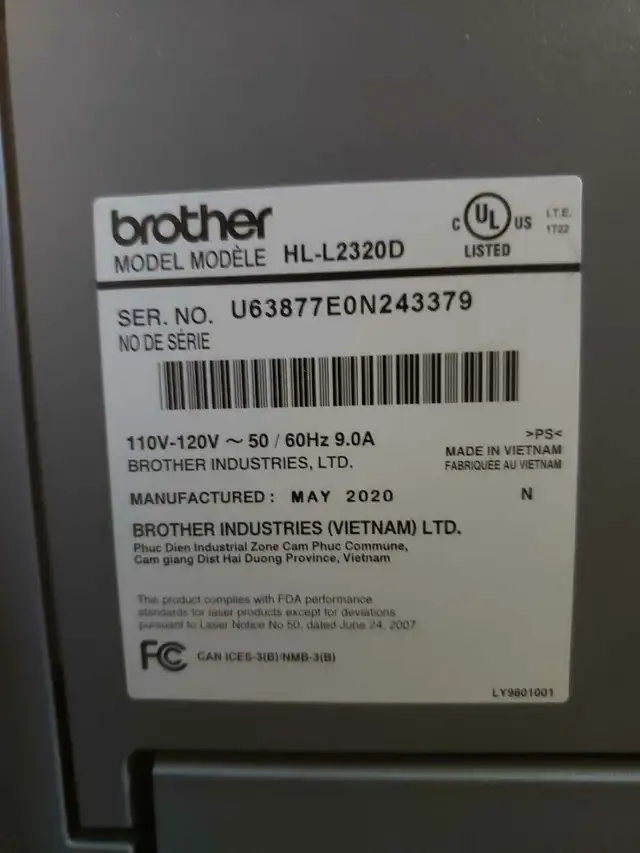 brother
MODEL MODÈLE HL-L2320D
C UL US
LISTED
I.T.E.
1722
SER. NO. U63877E0N243379
NO DE SÉRIE
110V-120V ~ 50 / 60Hz 9.0A
BROTHER INDUSTRIES, LTD.
>PS<
MADE IN VIETNAM
FABRIQUÉE AU VIETNAM
MANUFACTURED : MAY 2020
N
BROTHER INDUSTRIES (VIETNAM) LTD.
Phuc Dien Industrial Zone Cam Phuc Commune,
Cam giang Dist Hai Duong Province, Vietnam
This product complies with FDA performance
standards for laser products except for deviations
pursuant to Laser Notice No 50, dated June 24, 2007
FC CAN ICES-3(B)/NMB-3(B)
LY9601001